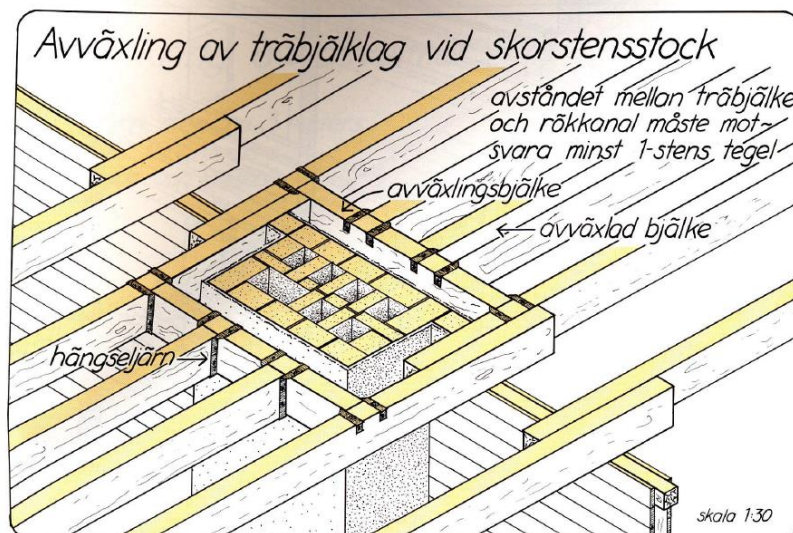 Avväxling av träbjälklag vid skorstensstock
avståndet mellan träbjälke
och rökkanal måste mot~
svara minst 1-stens tegel
avväxlingsbjälke
avväxlad bjälke
hängseljärn
skala 1:30